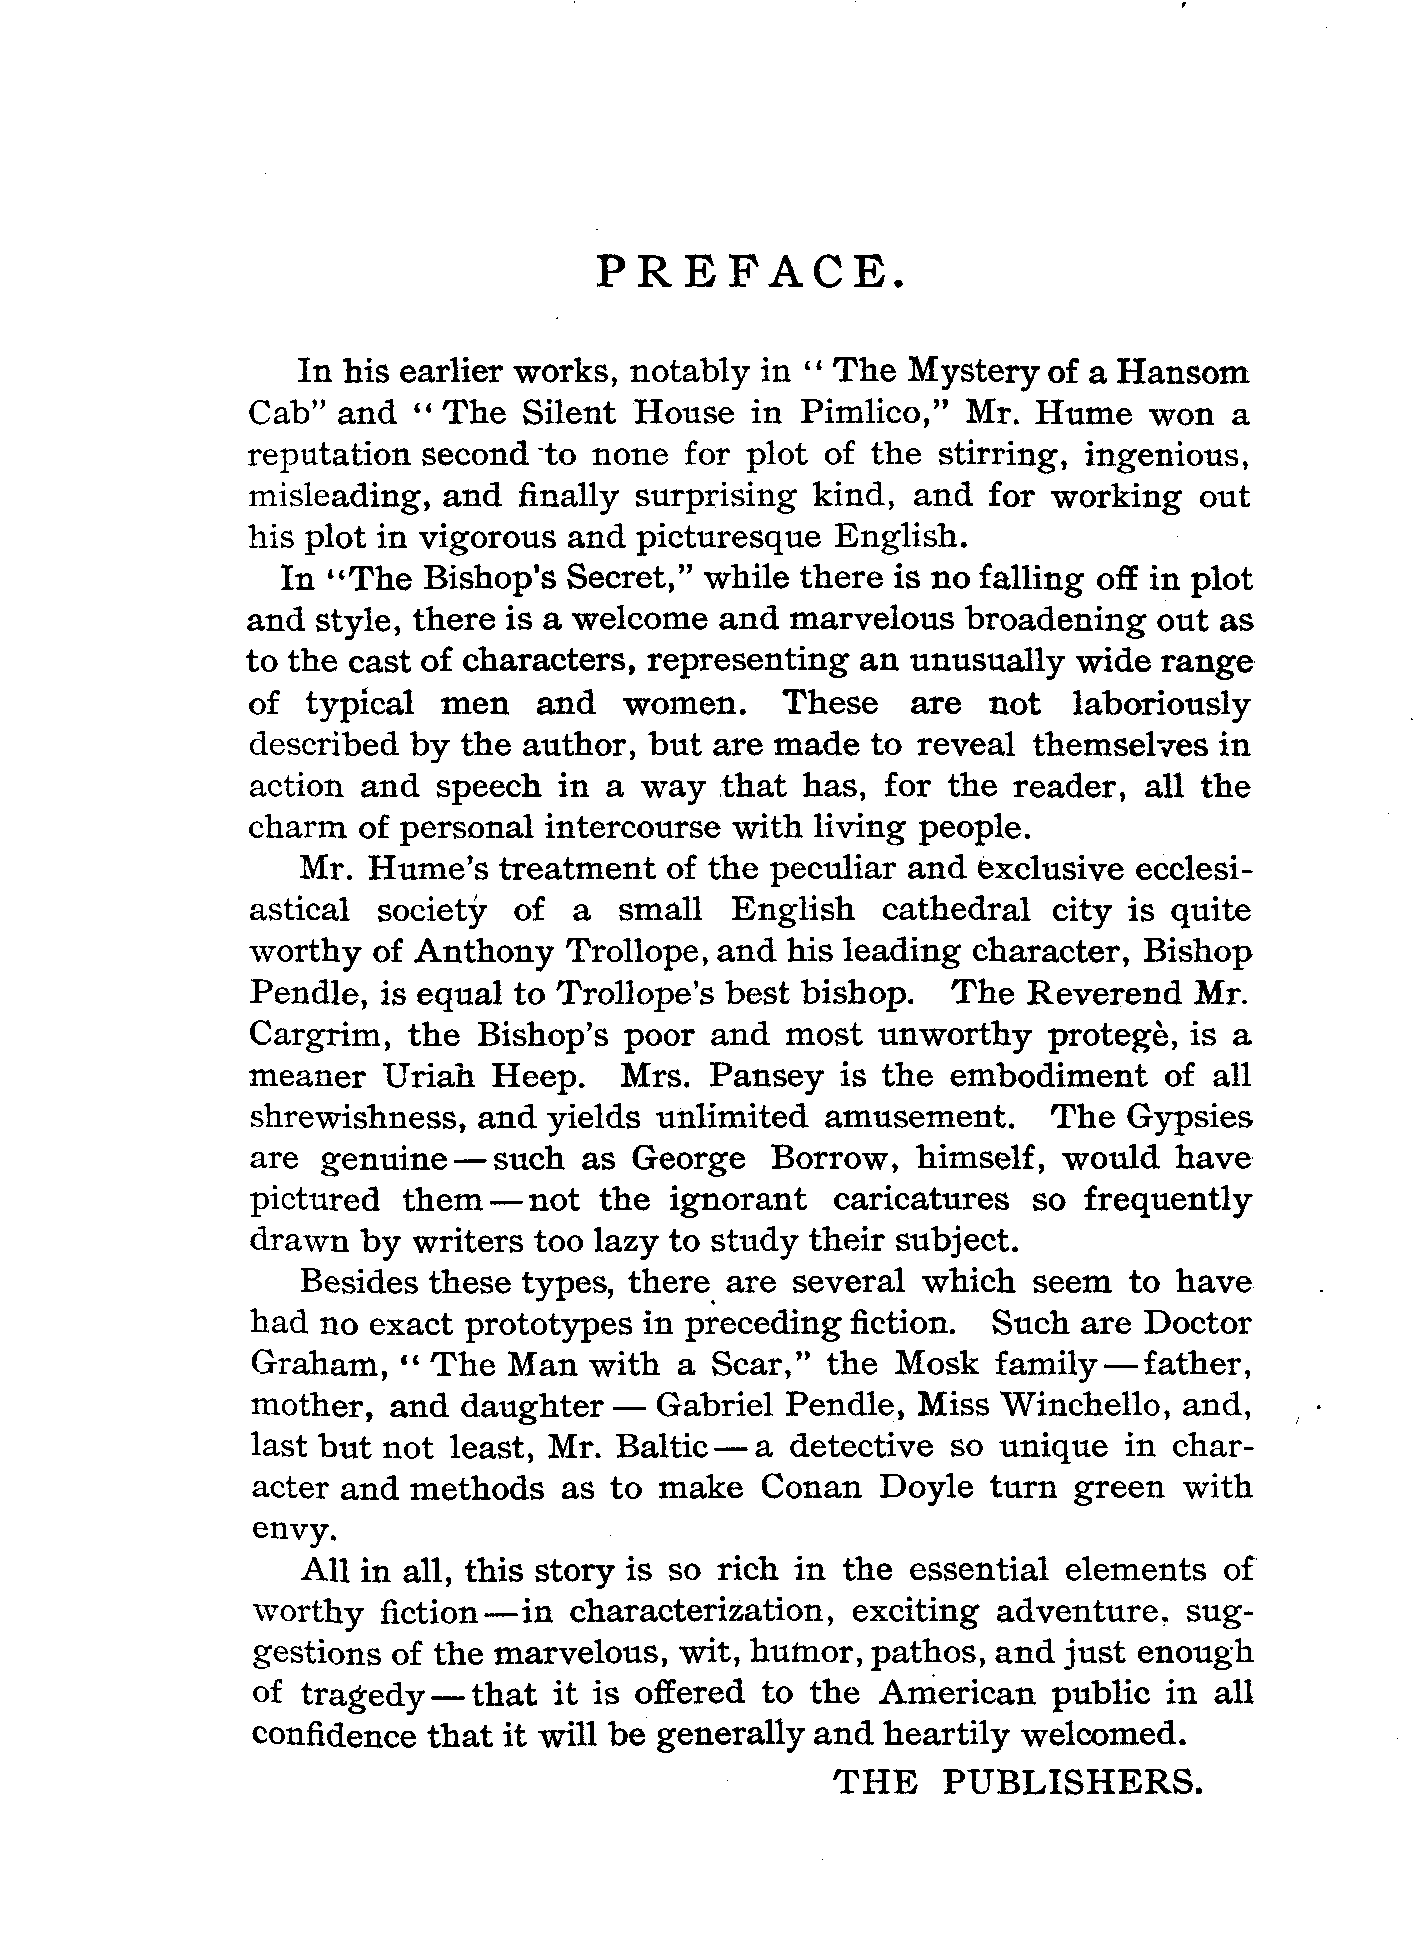 PREFACE.
In his earlier works, notably in “ The Mystery of a Hansom
Cab” and “ The Silent House in Pimlico,” Mr. Hume won a
reputation second to none for plot of the stirring, ingenious,
misleading, and finally surprising kind, and for working out
his plot in vigorous and picturesque English.
In “The Bishop's Secret,” while there is no falling off in plot
and style, there is a welcome and marvelous broadening out as
to the cast of characters, representing an unusually wide range
of typical men and women. These are not laboriously
described by the author, but are made to reveal themselves in
action and speech in a way that has, for the reader, all the
charm of personal intercourse with living people.
Mr. Hume's treatment of the peculiar and exclusive ecclesi-
astical society of a small English cathedral city is quite
worthy of Anthony Trollope, and his leading character, Bishop
Pendle, is equal to Trollope's best bishop. The Reverend Mr.
Cargrim, the Bishop's poor and most unworthy protegè, is a
meaner Uriah Heep. Mrs. Pansey is the embodiment of all
shrewishness, and yields unlimited amusement. The Gypsies
are genuine — such as George Borrow, himself, would have
pictured them — not the ignorant caricatures so frequently
drawn by writers too lazy to study their subject.
Besides these types, there are several which seem to have
had no exact prototypes in preceding fiction. Such are Doctor
Graham, “ The Man with a Scar,” the Mosk family — father,
mother, and daughter — Gabriel Pendle, Miss Winchello, and,
last but not least, Mr. Baltic — a detective so unique in char-
acter and methods as to make Conan Doyle turn green with
envy.
All in all, this story is so rich in the essential elements of
worthy fiction — in characterization, exciting adventure, sug-
gestions of the marvelous, wit, humor, pathos, and just enough
of tragedy — that it is offered to the American public in all
confidence that it will be generally and heartily welcomed.
THE PUBLISHERS.